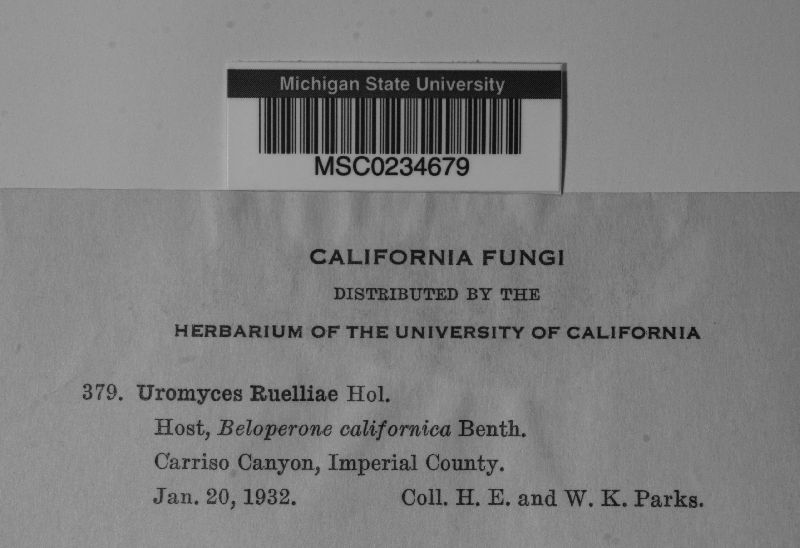 Michigan State University
MSC0234679
CALIFORNIA FUNGI
DISTRIBUTED BY THE
HERBARIUM OF THE UNIVERSITY OF CALIFORNIA
379. Uromyces Ruelliae Hol.
Host, Beloperone californica Benth.
Carriso Canyon, Imperial County.
Jan. 20, 1932. Coll. H. E. and W. K. Parks.